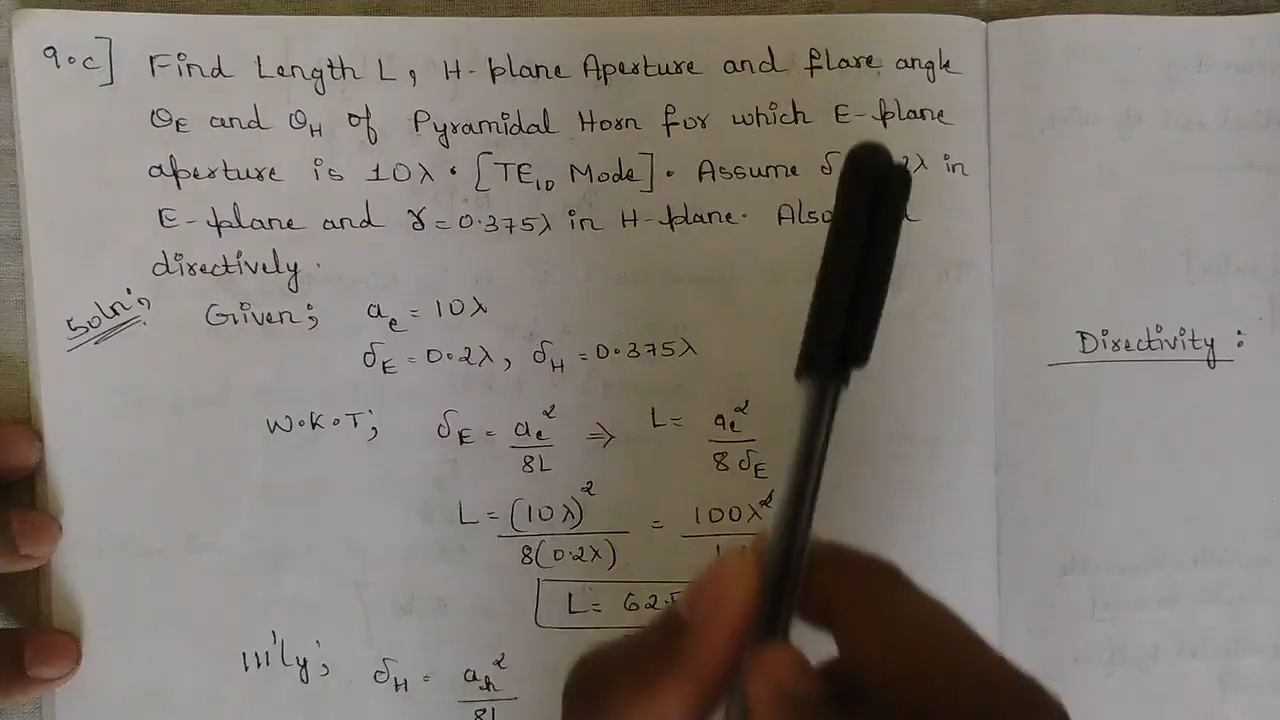 9.c] Find Length L, H-plane Aperture and flare angle
θE and θH of Pyramidal Horn for which E-plane
aperture is 10λ. [TE10 Mode]. Assume δ λ in
E-plane and γ=0.375λ in H-plane. Also
directively.
Soln; Given; ae = 10λ
δE = 0.2λ, δH = 0.375λ
W.K.T; δE = ae²/8L ⇒ L = ae²/8δE
L = (10λ)²/8(0.2λ) = 100λ²
L = 62.5
|||ly; δH = ah²/8L
Directivity: